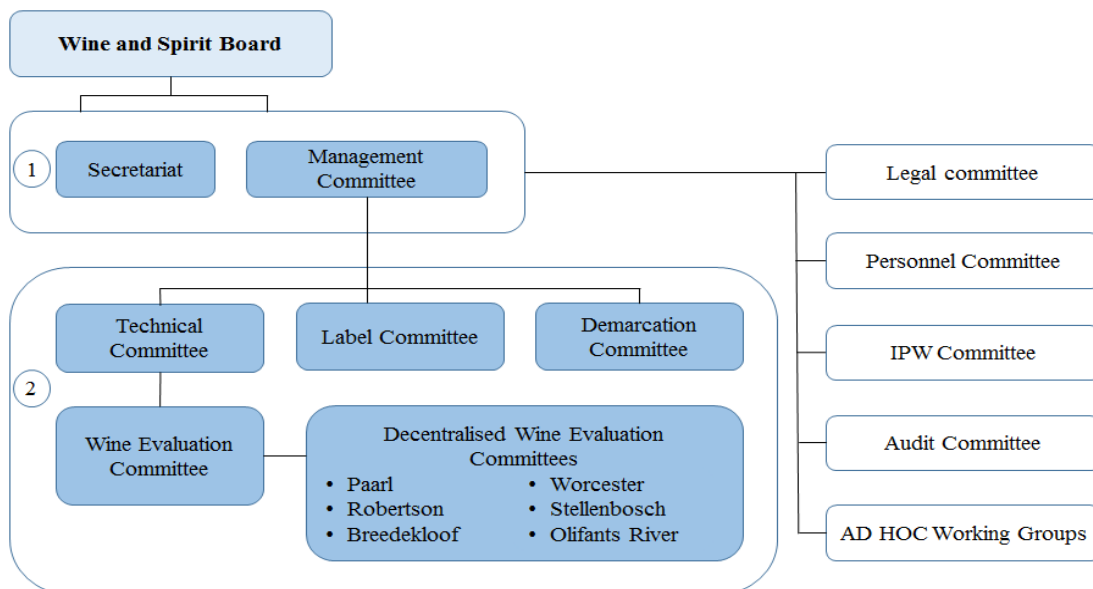 Wine and Spirit Board
1
Secretariat
Management
Committee
Legal committee
Personnel Committee
IPW Committee
Audit Committee
AD HOC Working Groups
2
Technical
Committee
Label Committee
Demarcation
Committee
Wine Evaluation
Committee
Decentralised Wine Evaluation
Committees
• Paarl
• Robertson
• Breedekloof
• Worcester
• Stellenbosch
• Olifants River